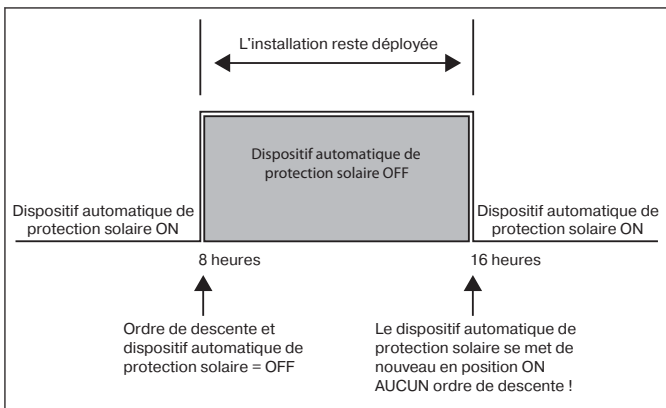 L'installation reste déployée
Dispositif automatique de
protection solaire OFF
Dispositif automatique de
protection solaire ON
Dispositif automatique de
protection solaire ON
8 heures
16 heures
Ordre de descente et
dispositif automatique de
protection solaire = OFF
Le dispositif automatique de
protection solaire se met de
nouveau en position ON
AUCUN ordre de descente !